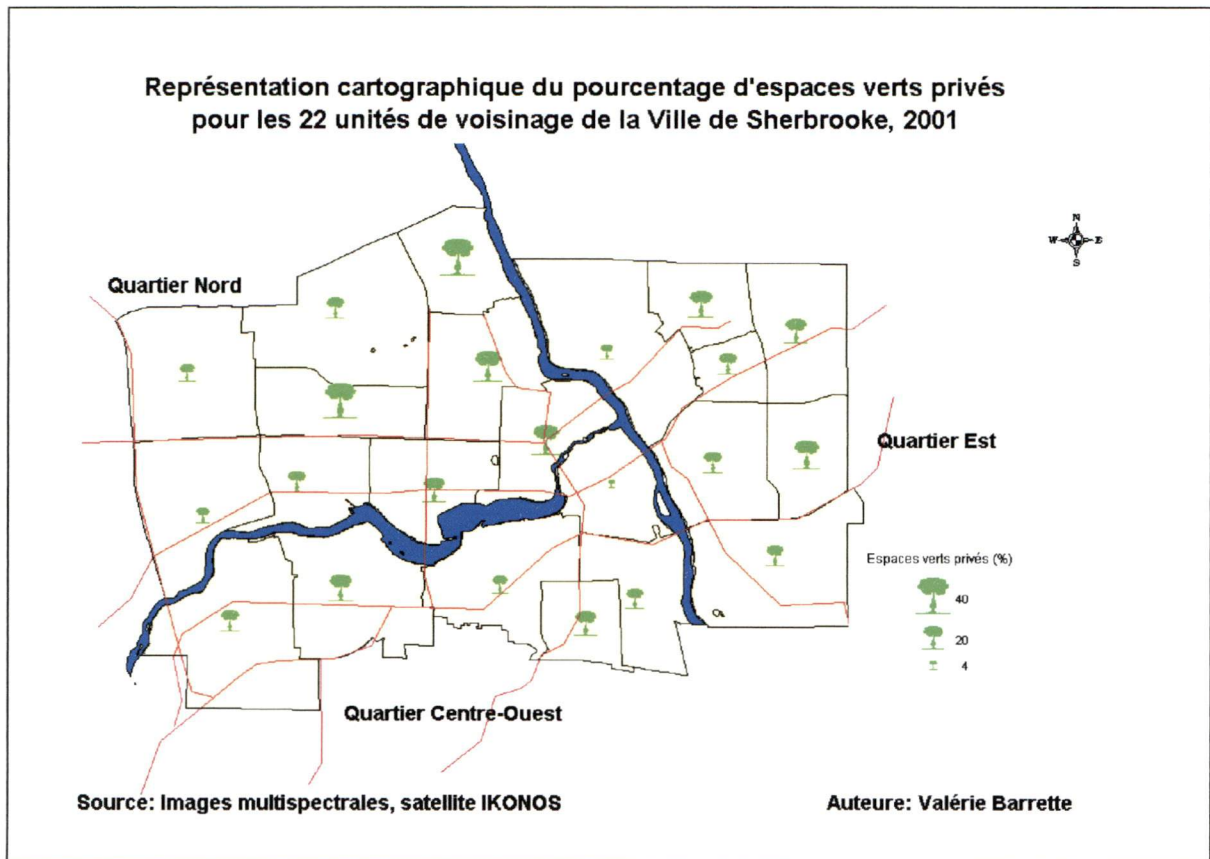 Représentation cartographique du pourcentage d'espaces verts privés
pour les 22 unités de voisinage de la Ville de Sherbrooke, 2001
N
W E
S
Quartier Nord
Quartier Est
Espaces verts privés (%)
40
20
4
Quartier Centre-Ouest
Source: Images multispectrales, satellite IKONOS
Auteure: Valérie Barrette